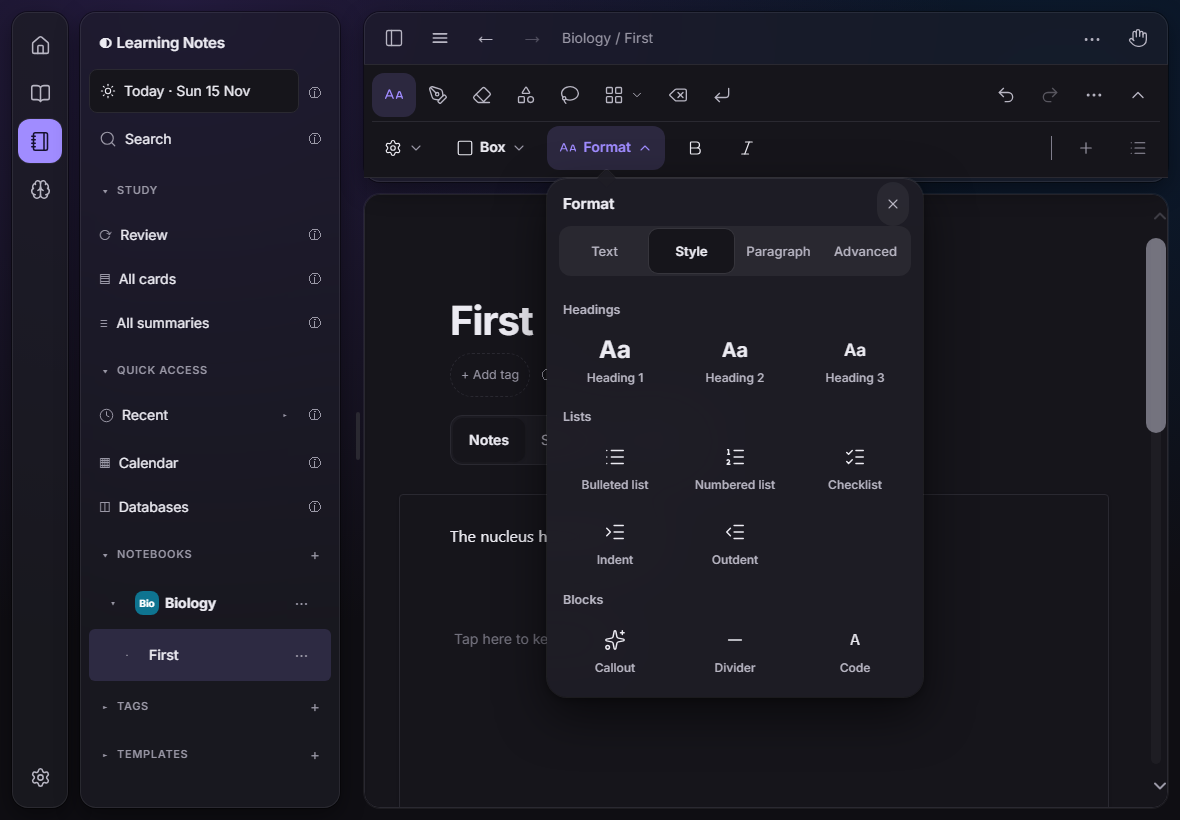 Learning Notes
Today · Sun 15 Nov
Search
STUDY
Review
All cards
All summaries
QUICK ACCESS
Recent
Calendar
Databases
NOTEBOOKS
Bio Biology
First
TAGS
TEMPLATES
Biology / First
AA
Box
AA Format
B I
Format
Text Style Paragraph Advanced
Headings
Aa Aa Aa
Heading 1 Heading 2 Heading 3
Lists
Bulleted list Numbered list Checklist
Indent Outdent
Blocks
A
Callout Divider Code
First
+ Add tag
Notes
The nucleus
Tap here to